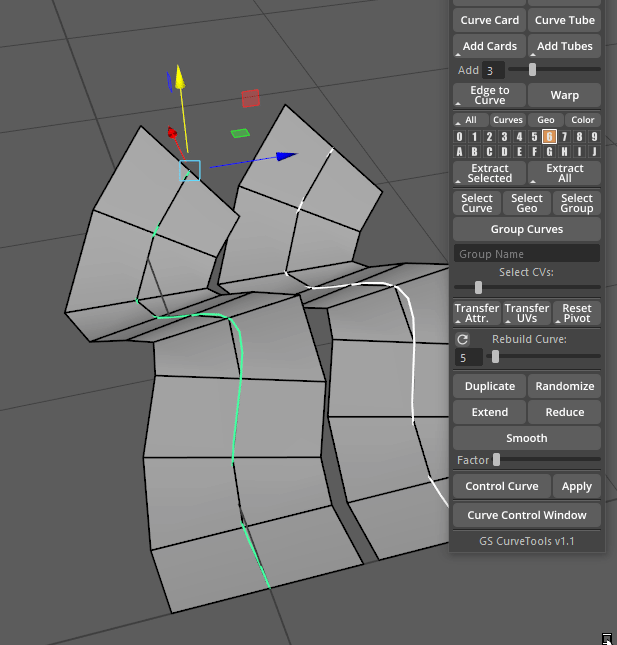 Curve Card Curve Tube
Add Cards Add Tubes
Add 3
Edge to Curve Warp
All Curves Geo Color
0 1 2 3 4 5 6 7 8 9
A B C D E F G H I J
Extract Selected Extract All
Select Curve Select Geo Select Group
Group Curves
Group Name
Select CVs:
Transfer Attr. Transfer UVs Reset Pivot
Rebuild Curve:
5
Duplicate Randomize
Extend Reduce
Smooth
Factor
Control Curve Apply
Curve Control Window
GS CurveTools v1.1